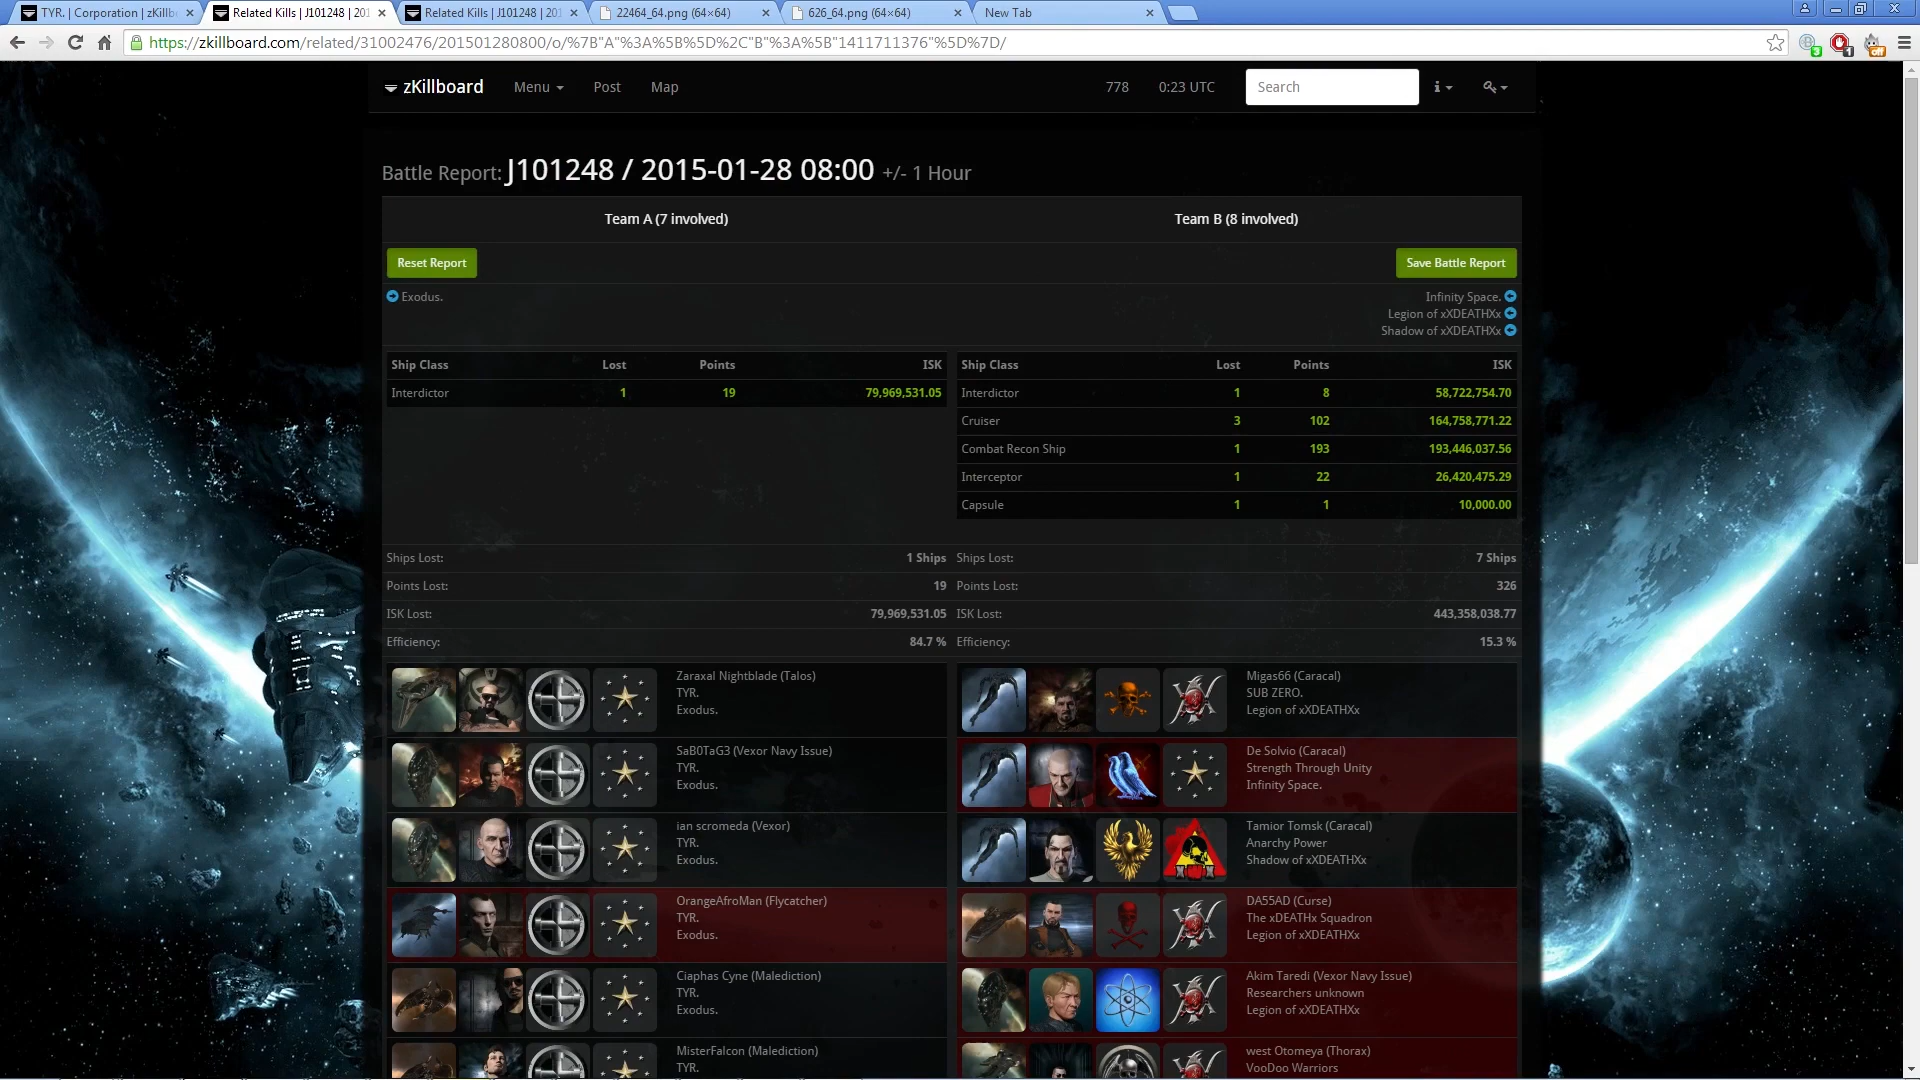 TYR. | Corporation | zKillb
Related Kills | J101248 | 201
Related Kills | J101248 | 201
22464_64.png (64×64)
626_64.png (64×64)
New Tab
https://zkillboard.com/related/31002476/201501280800/o/%7B"A"%3A%5B%5D%2C"B"%3A%5B"1411711376"%5D%7D/
3
1
off
zKillboard
Menu
Post
Map
778
0:23 UTC
Search
Battle Report: J101248 / 2015-01-28 08:00 +/- 1 Hour
Team A (7 involved)
Team B (8 involved)
Reset Report
Save Battle Report
Exodus.
Infinity Space.
Legion of xXDEATHXx
Shadow of xXDEATHXx
Ship Class Lost Points ISK
Interdictor 1 19 79,969,531.05
Ship Class Lost Points ISK
Interdictor 1 8 58,722,754.70
Cruiser 3 102 164,758,771.22
Combat Recon Ship 1 193 193,446,037.56
Interceptor 1 22 26,420,475.29
Capsule 1 1 10,000.00
Ships Lost: 1 Ships
Points Lost: 19
ISK Lost: 79,969,531.05
Efficiency: 84.7 %
Ships Lost: 7 Ships
Points Lost: 326
ISK Lost: 443,358,038.77
Efficiency: 15.3 %
Zaraxal Nightblade (Talos)
TYR.
Exodus.
SaB0TaG3 (Vexor Navy Issue)
TYR.
Exodus.
ian scromeda (Vexor)
TYR.
Exodus.
OrangeAfroMan (Flycatcher)
TYR.
Exodus.
Ciaphas Cyne (Malediction)
TYR.
Exodus.
MisterFalcon (Malediction)
TYR.
Migas66 (Caracal)
SUB ZERO.
Legion of xXDEATHXx
De Solvio (Caracal)
Strength Through Unity
Infinity Space.
Tamior Tomsk (Caracal)
Anarchy Power
Shadow of xXDEATHXx
DA55AD (Curse)
The xDEATHx Squadron
Legion of xXDEATHXx
Akim Taredi (Vexor Navy Issue)
Researchers unknown
Legion of xXDEATHXx
west Otomeya (Thorax)
VooDoo Warriors